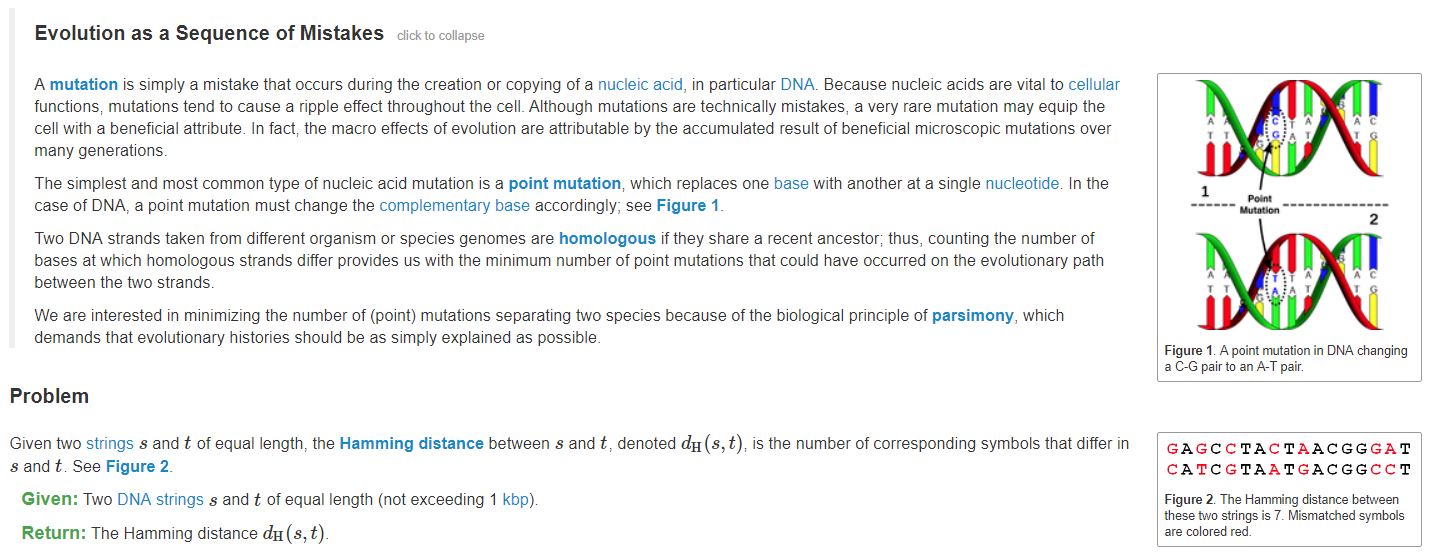 Evolution as a Sequence of Mistakes click to collapse
A mutation is simply a mistake that occurs during the creation or copying of a nucleic acid, in particular DNA. Because nucleic acids are vital to cellular
functions, mutations tend to cause a ripple effect throughout the cell. Although mutations are technically mistakes, a very rare mutation may equip the
cell with a beneficial attribute. In fact, the macro effects of evolution are attributable by the accumulated result of beneficial microscopic mutations over
many generations.
The simplest and most common type of nucleic acid mutation is a point mutation, which replaces one base with another at a single nucleotide. In the
case of DNA, a point mutation must change the complementary base accordingly; see Figure 1.
Two DNA strands taken from different organism or species genomes are homologous if they share a recent ancestor; thus, counting the number of
bases at which homologous strands differ provides us with the minimum number of point mutations that could have occurred on the evolutionary path
between the two strands.
We are interested in minimizing the number of (point) mutations separating two species because of the biological principle of parsimony, which
demands that evolutionary histories should be as simply explained as possible.
1
Point
Mutation
2
Figure 1. A point mutation in DNA changing
a C-G pair to an A-T pair.
Problem
Given two strings s and t of equal length, the Hamming distance between s and t, denoted dH(s, t), is the number of corresponding symbols that differ in
s and t. See Figure 2.
Given: Two DNA strings s and t of equal length (not exceeding 1 kbp).
Return: The Hamming distance dH(s, t).
GAGCCTACTAACGGGAT
CATCGTAATGACGGCCT
Figure 2. The Hamming distance between
these two strings is 7. Mismatched symbols
are colored red.